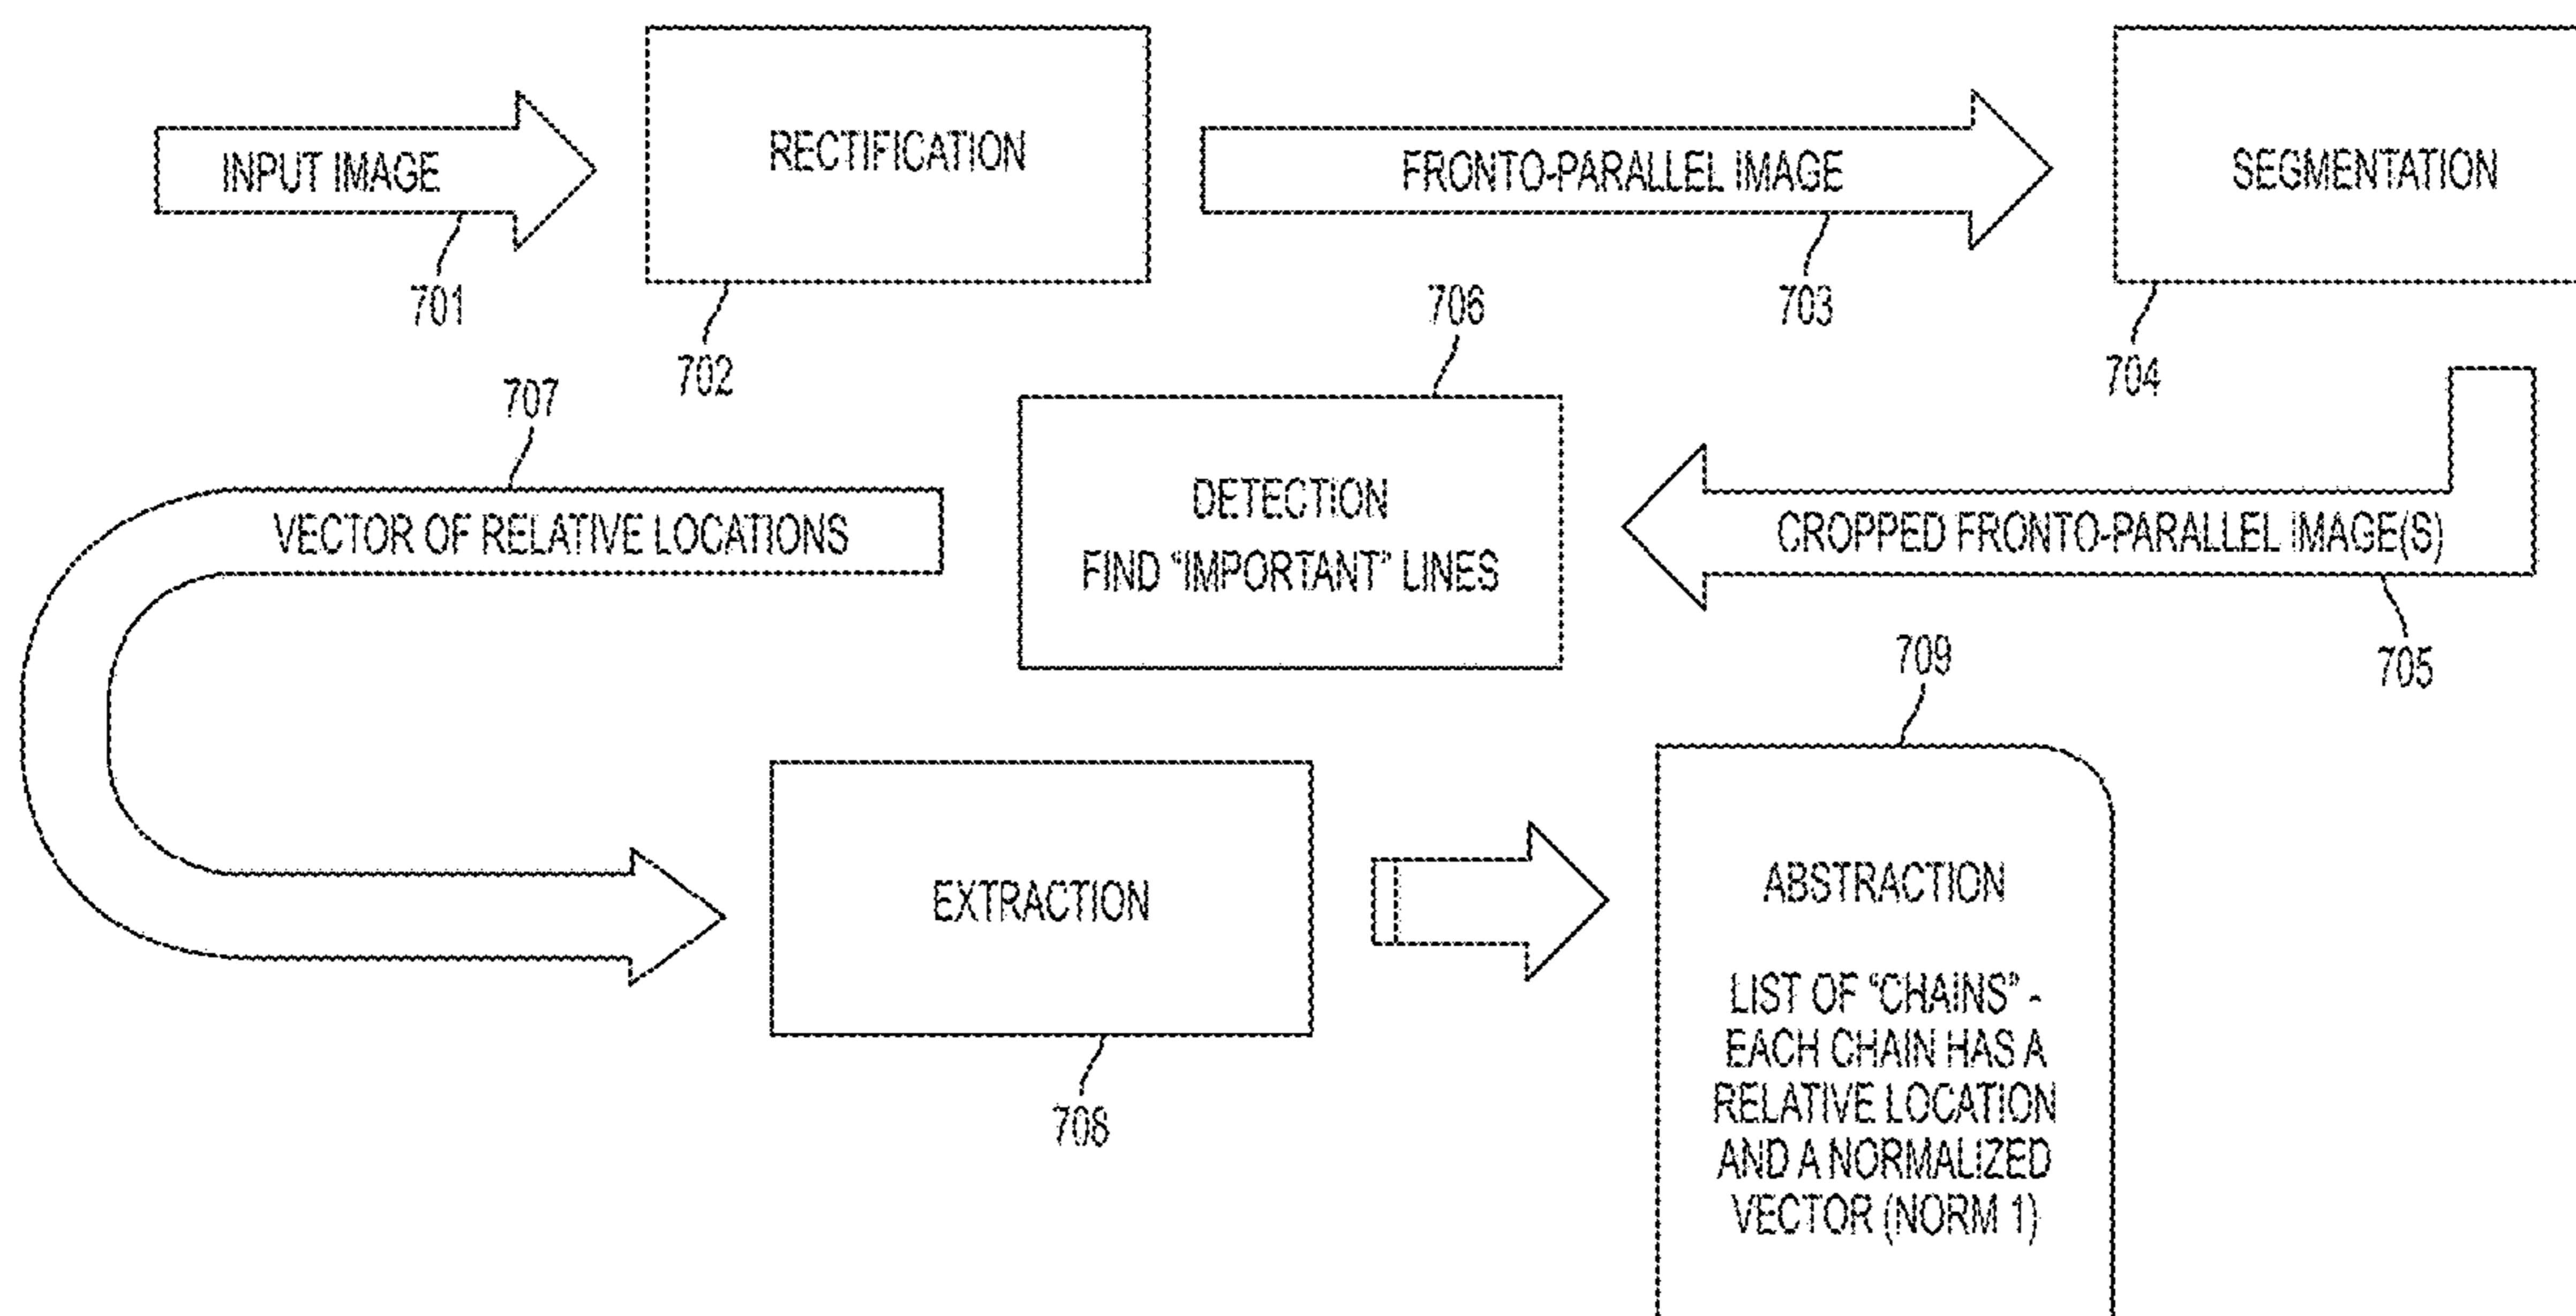 INPUT IMAGE
701
RECTIFICATION
702
FRONTO-PARALLEL IMAGE
703
SEGMENTATION
704
CROPPED FRONTO-PARALLEL IMAGE(S)
705
706
DETECTION
FIND "IMPORTANT" LINES
707
VECTOR OF RELATIVE LOCATIONS
EXTRACTION
708
709
ABSTRACTION
LIST OF "CHAINS" -
EACH CHAIN HAS A
RELATIVE LOCATION
AND A NORMALIZED
VECTOR (NORM 1)